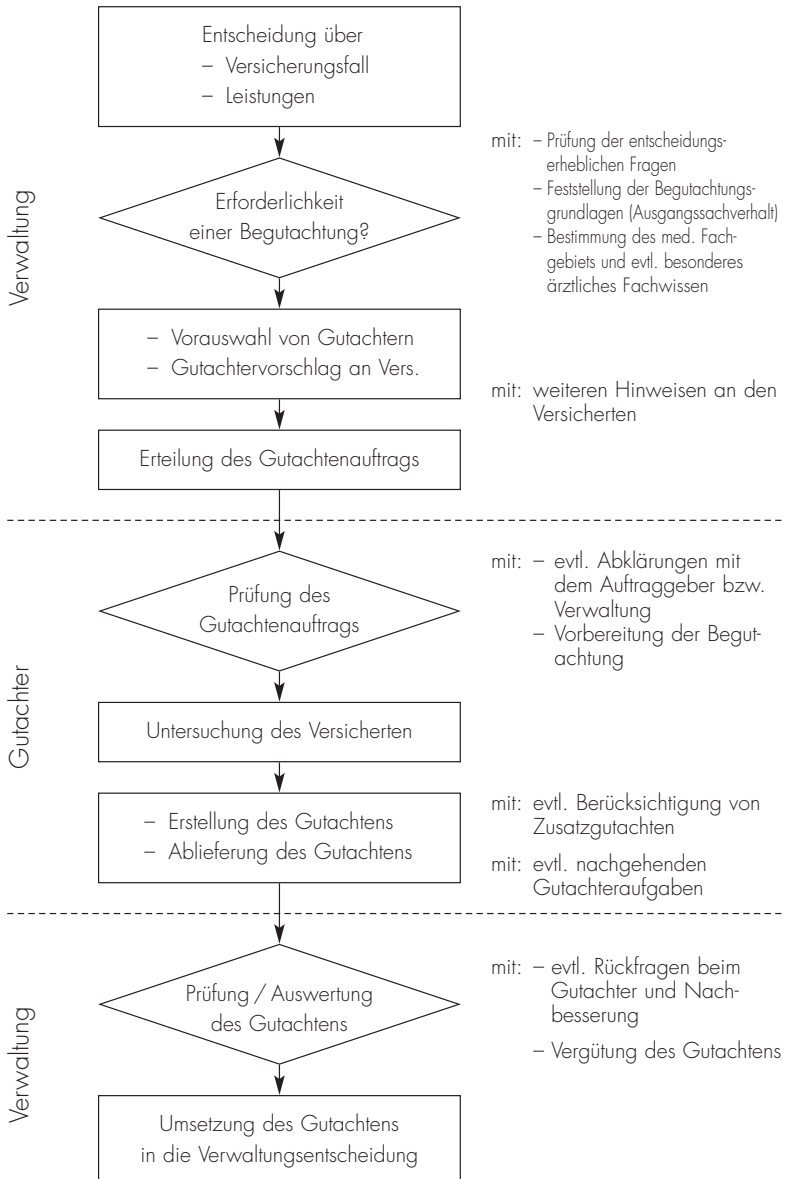 Verwaltung
Entscheidung über
– Versicherungsfall
– Leistungen
Erforderlichkeit
einer Begutachtung?
mit: – Prüfung der entscheidungs-
erheblichen Fragen
– Feststellung der Begutachtungs-
grundlagen (Ausgangssachverhalt)
– Bestimmung des med. Fach-
gebiets und evtl. besonderes
ärztliches Fachwissen
– Vorauswahl von Gutachtern
– Gutachtervorschlag an Vers.
mit: weiteren Hinweisen an den
Versicherten
Erteilung des Gutachtenauftrags
Gutachter
Prüfung des
Gutachtenauftrags
mit: – evtl. Abklärungen mit
dem Auftraggeber bzw.
Verwaltung
– Vorbereitung der Begut-
achtung
Untersuchung des Versicherten
– Erstellung des Gutachtens
– Ablieferung des Gutachtens
mit: evtl. Berücksichtigung von
Zusatzgutachten
mit: evtl. nachgehenden
Gutachteraufgaben
Verwaltung
Prüfung / Auswertung
des Gutachtens
mit: – evtl. Rückfragen beim
Gutachter und Nach-
besserung
– Vergütung des Gutachtens
Umsetzung des Gutachtens
in die Verwaltungsentscheidung